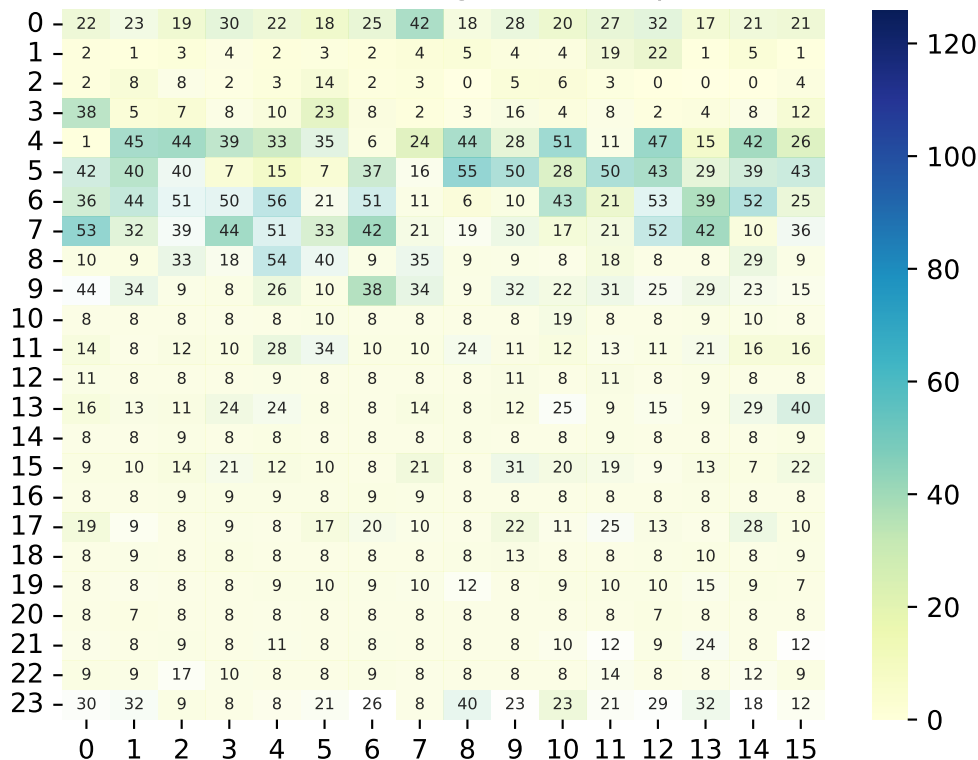 0 22 23 19 30 22 18 25 42 18 28 20 27 32 17 21 21
1 2 1 3 4 2 3 2 4 5 4 4 19 22 1 5 1
2 2 8 8 2 3 14 2 3 0 5 6 3 0 0 0 4
3 38 5 7 8 10 23 8 2 3 16 4 8 2 4 8 12
4 1 45 44 39 33 35 6 24 44 28 51 11 47 15 42 26
5 42 40 40 7 15 7 37 16 55 50 28 50 43 29 39 43
6 36 44 51 50 56 21 51 11 6 10 43 21 53 39 52 25
7 53 32 39 44 51 33 42 21 19 30 17 21 52 42 10 36
8 10 9 33 18 54 40 9 35 9 9 8 18 8 8 29 9
9 44 34 9 8 26 10 38 34 9 32 22 31 25 29 23 15
10 8 8 8 8 8 10 8 8 8 8 19 8 8 9 10 8
11 14 8 12 10 28 34 10 10 24 11 12 13 11 21 16 16
12 11 8 8 8 9 8 8 8 8 11 8 11 8 9 8 8
13 16 13 11 24 24 8 8 14 8 12 25 9 15 9 29 40
14 8 8 9 8 8 8 8 8 8 8 8 9 8 8 8 9
15 9 10 14 21 12 10 8 21 8 31 20 19 9 13 7 22
16 8 8 9 9 9 8 9 9 8 8 8 8 8 8 8 8
17 19 9 8 9 8 17 20 10 8 22 11 25 13 8 28 10
18 8 9 8 8 8 8 8 8 8 13 8 8 8 10 8 9
19 8 8 8 8 9 10 9 10 12 8 9 10 10 15 9 7
20 8 7 8 8 8 8 8 8 8 8 8 8 7 8 8 8
21 8 8 9 8 11 8 8 8 8 8 10 12 9 24 8 12
22 9 9 17 10 8 8 9 8 8 8 8 14 8 8 12 9
23 30 32 9 8 8 21 26 8 40 23 23 21 29 32 18 12
0 1 2 3 4 5 6 7 8 9 10 11 12 13 14 15
120
100
80
60
40
20
0